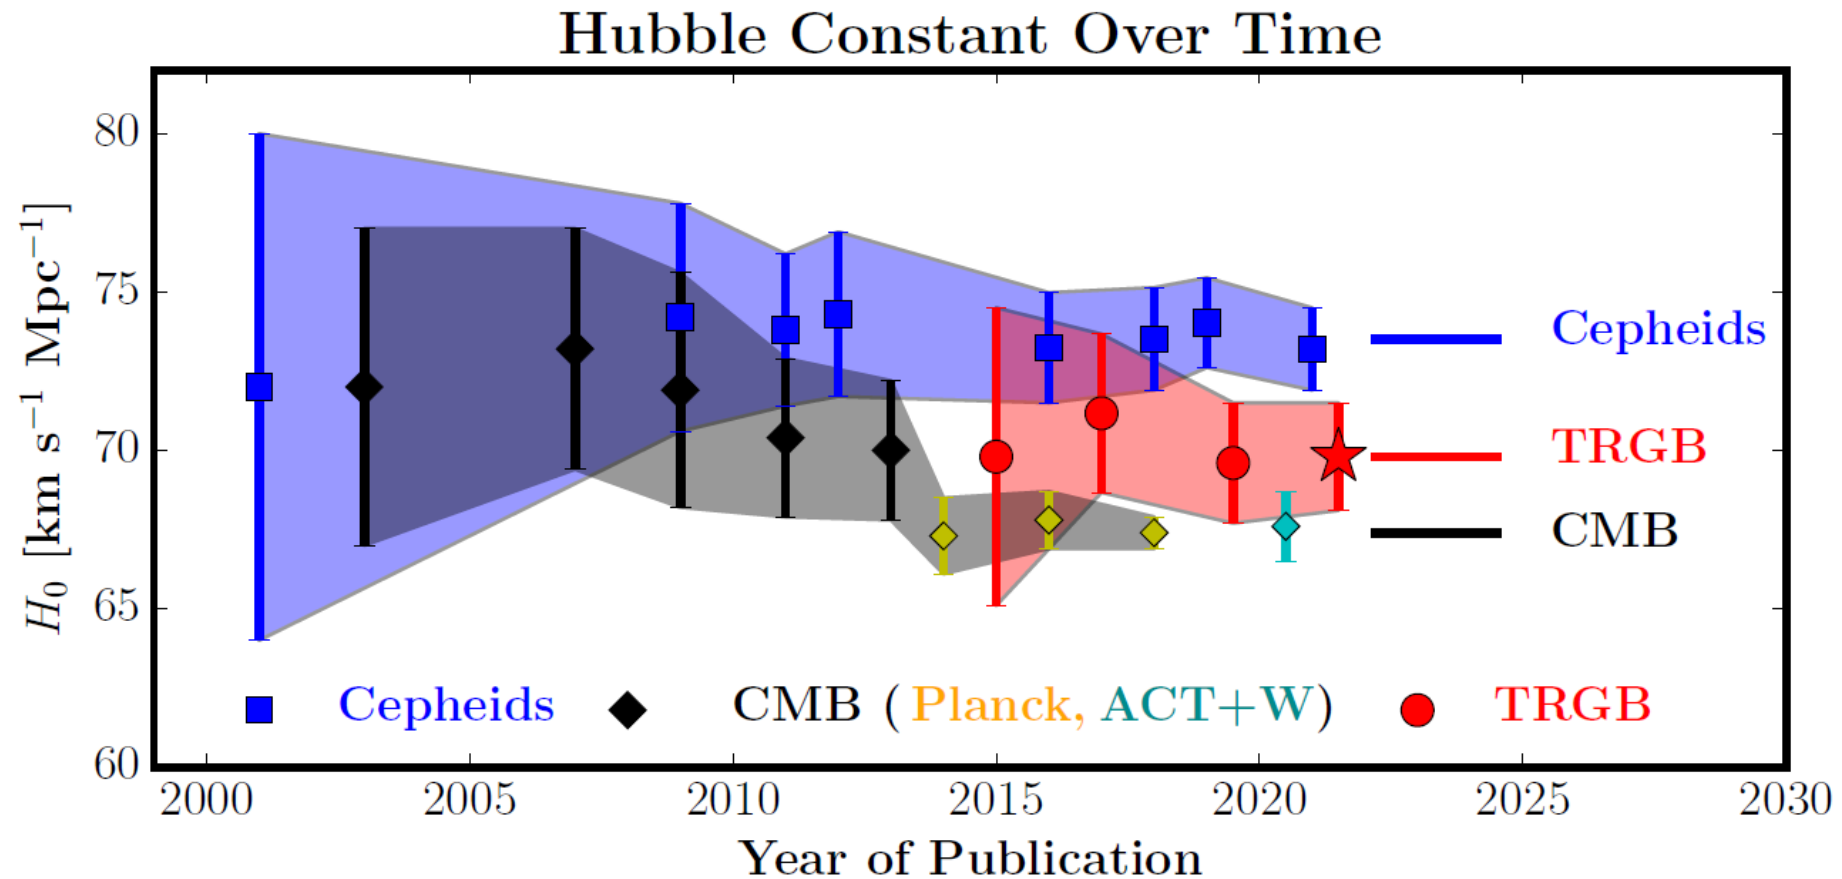 Hubble Constant Over Time
H₀ [km s⁻¹ Mpc⁻¹]
80
75
70
65
60
Cepheids
TRGB
CMB
Cepheids CMB (Planck, ACT+W) TRGB
2000 2005 2010 2015 2020 2025 2030
Year of Publication